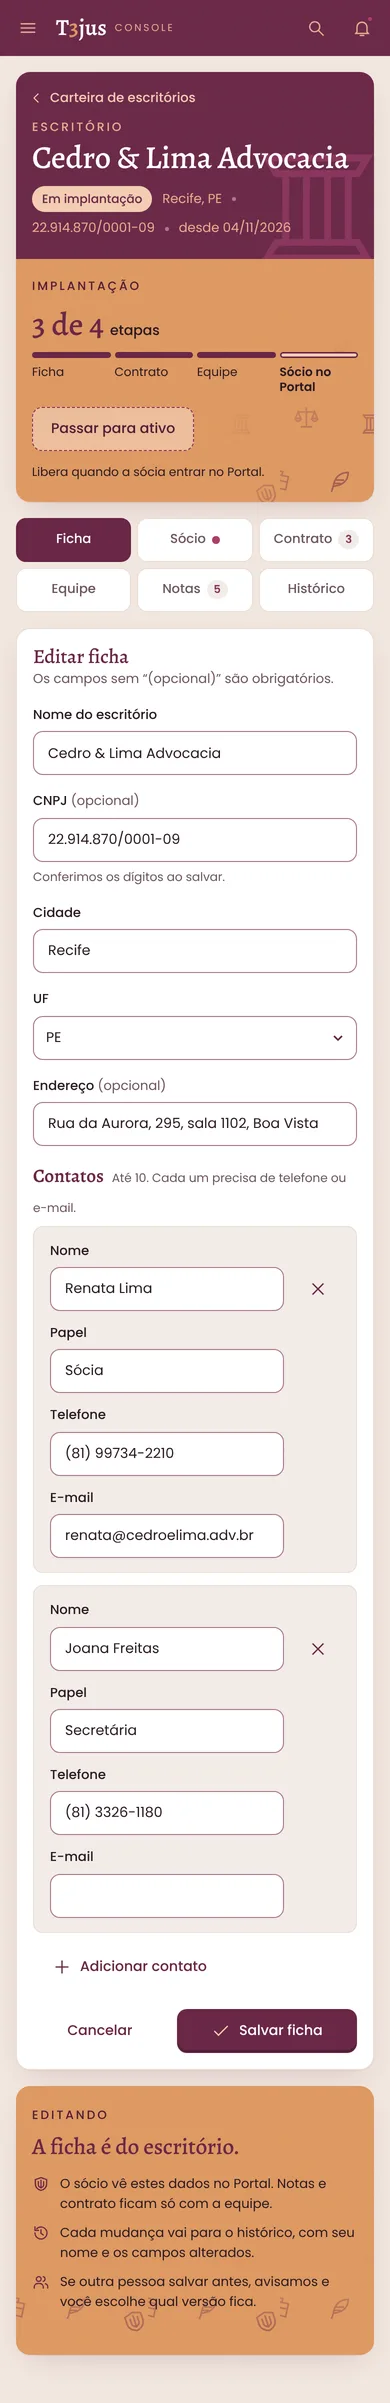 T3jus CONSOLE
Carteira de escritórios
ESCRITÓRIO
Cedro & Lima Advocacia
Em implantação Recife, PE •
22.914.870/0001-09 • desde 04/11/2026
IMPLANTAÇÃO
3 de 4 etapas
Ficha Contrato Equipe Sócio no
Portal
Passar para ativo
Libera quando a sócia entrar no Portal.
Ficha Sócio Contrato 3
Equipe Notas 5 Histórico
Editar ficha
Os campos sem “(opcional)” são obrigatórios.
Nome do escritório
Cedro & Lima Advocacia
CNPJ (opcional)
22.914.870/0001-09
Conferimos os dígitos ao salvar.
Cidade
Recife
UF
PE
Endereço (opcional)
Rua da Aurora, 295, sala 1102, Boa Vista
Contatos Até 10. Cada um precisa de telefone ou
e-mail.
Nome
Renata Lima
Papel
Sócia
Telefone
(81) 99734-2210
E-mail
renata@cedroelima.adv.br
Nome
Joana Freitas
Papel
Secretária
Telefone
(81) 3326-1180
E-mail
Adicionar contato
Cancelar Salvar ficha
EDITANDO
A ficha é do escritório.
O sócio vê estes dados no Portal. Notas e
contrato ficam só com a equipe.
Cada mudança vai para o histórico, com seu
nome e os campos alterados.
Se outra pessoa salvar antes, avisamos e
você escolhe qual versão fica.